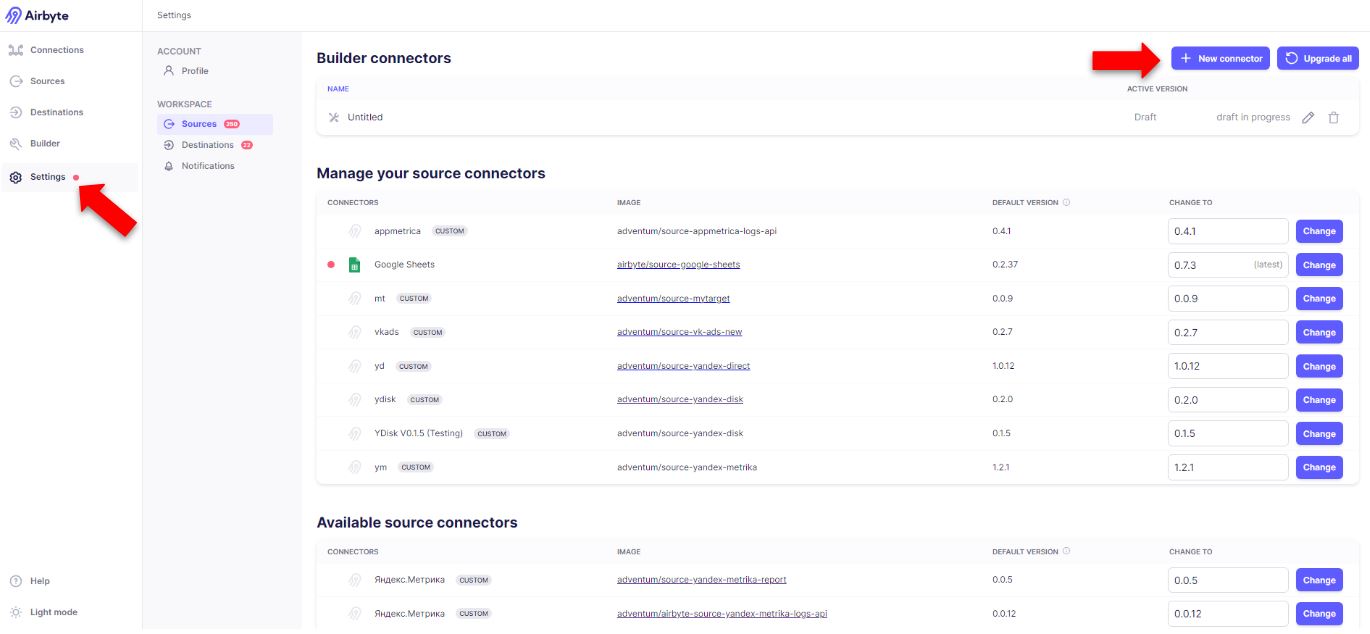 Airbyte
Settings
Connections
Sources
Destinations
Builder
Settings
Help
Light mode
ACCOUNT
Profile
WORKSPACE
Sources 350
Destinations 22
Notifications
Builder connectors
New connector
Upgrade all
NAME ACTIVE VERSION
Untitled Draft draft in progress
Manage your source connectors
CONNECTORS IMAGE DEFAULT VERSION CHANGE TO
appmetrica CUSTOM adventum/source-appmetrica-logs-api 0.4.1 0.4.1 Change
Google Sheets airbyte/source-google-sheets 0.2.37 0.7.3 (latest) Change
mt CUSTOM adventum/source-mytarget 0.0.9 0.0.9 Change
vkads CUSTOM adventum/source-vk-ads-new 0.2.7 0.2.7 Change
yd CUSTOM adventum/source-yandex-direct 1.0.12 1.0.12 Change
ydisk CUSTOM adventum/source-yandex-disk 0.2.0 0.2.0 Change
YDisk V0.1.5 (Testing) CUSTOM adventum/source-yandex-disk 0.1.5 0.1.5 Change
ym CUSTOM adventum/source-yandex-metrika 1.2.1 1.2.1 Change
Available source connectors
CONNECTORS IMAGE DEFAULT VERSION CHANGE TO
Яндекс.Метрика CUSTOM adventum/source-yandex-metrika-report 0.0.5 0.0.5 Change
Яндекс.Метрика CUSTOM adventum/airbyte-source-yandex-metrika-logs-api 0.0.12 0.0.12 Change